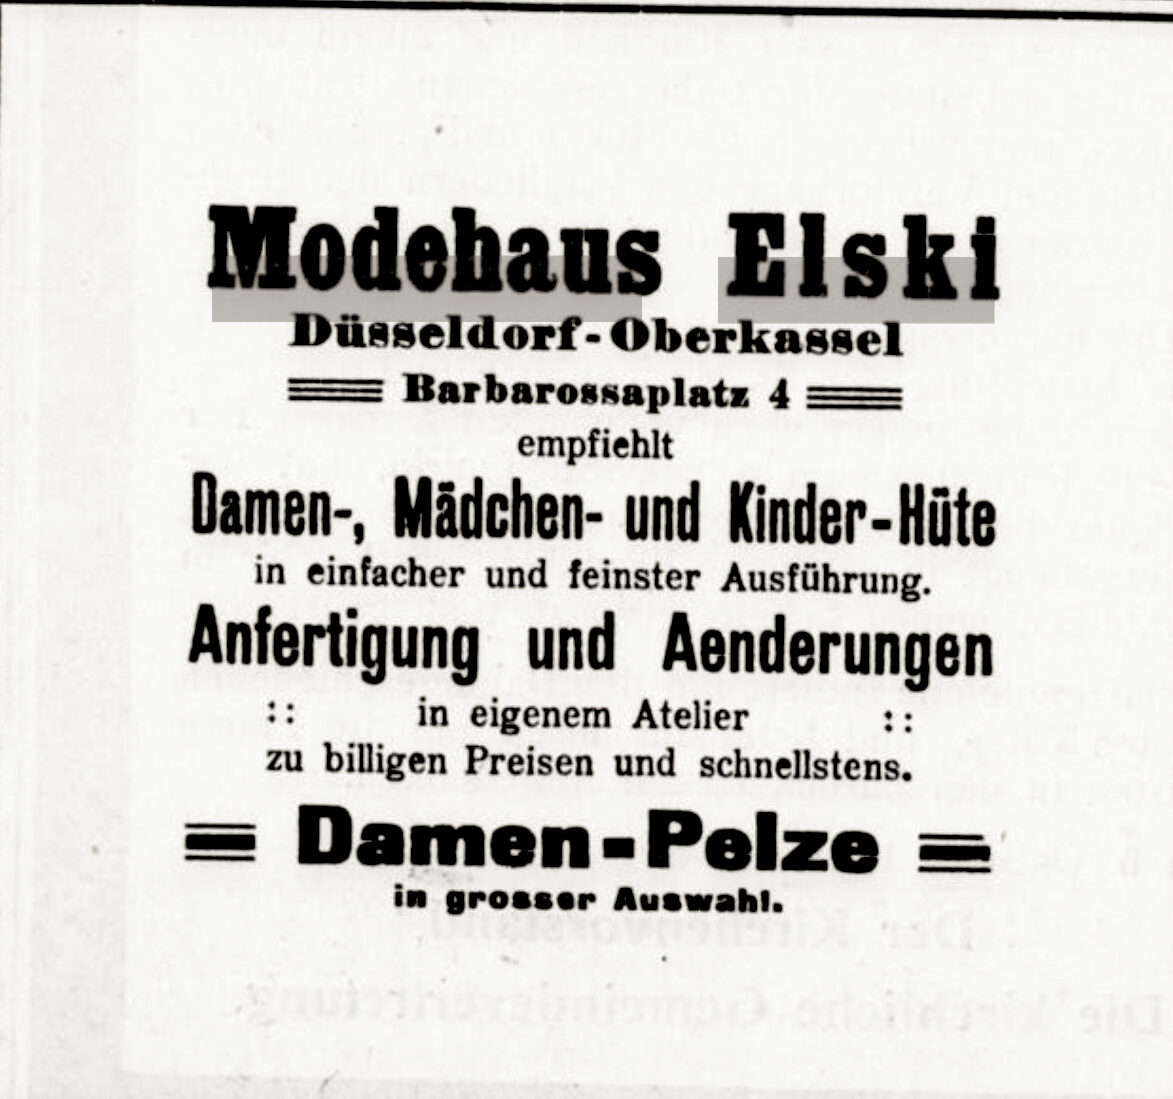 Modehaus Elski
Düsseldorf-Oberkassel
Barbarossaplatz 4
empfiehlt
Damen-, Mädchen- und Kinder-Hüte
in einfacher und feinster Ausführung.
Anfertigung und Aenderungen
:: in eigenem Atelier ::
zu billigen Preisen und schnellstens.
Damen-Pelze
in grosser Auswahl.